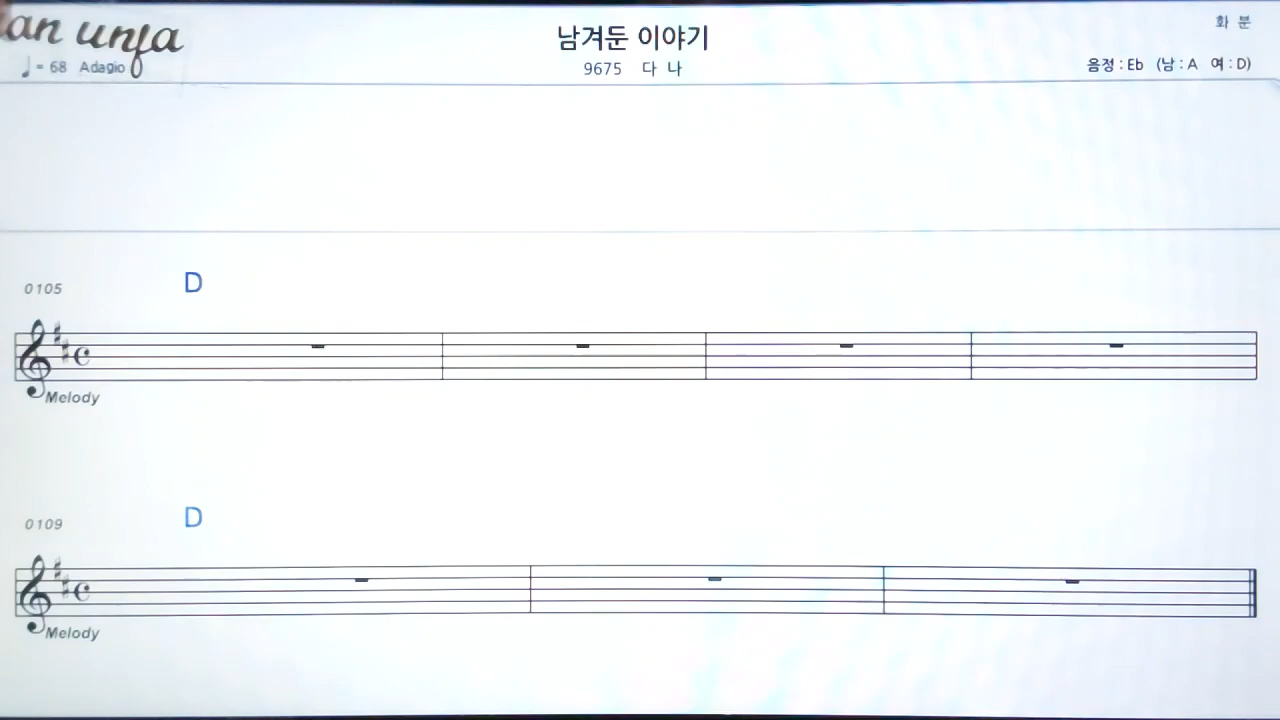 an unfa
남겨둔 이야기
화 분
♩= 68 Adagio
9675 다 나
음정 : Eb (남 : A 여 : D)
0105 D
Melody
0109 D
Melody